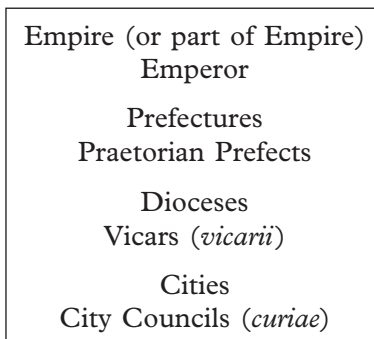 Empire (or part of Empire)
Emperor
Prefectures
Praetorian Prefects
Dioceses
Vicars (vicarii)
Cities
City Councils (curiae)